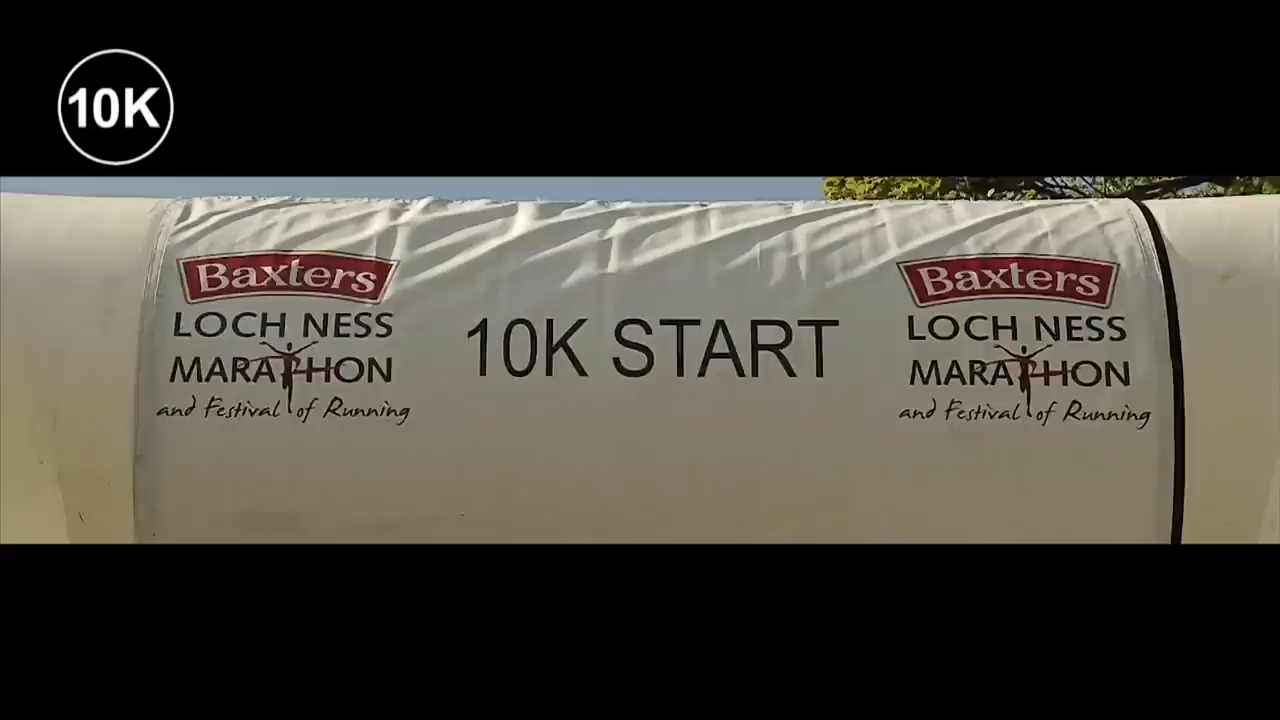 10K
Baxters
LOCH NESS
MARATHON
and Festival of Running
10K START
Baxters
LOCH NESS
MARATHON
and Festival of Running